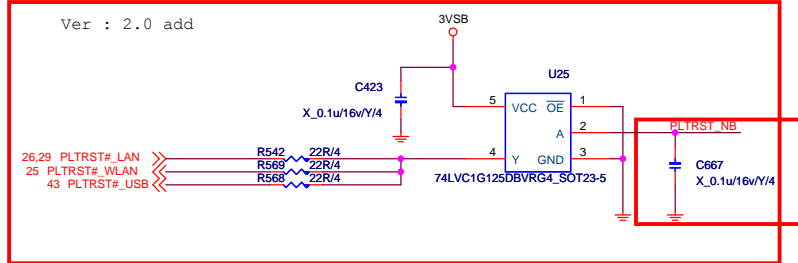 Ver : 2.0 add
3VSB
C423
X_0.1u/16v/Y/4
U25
5 VCC OE 1
A 2
4 Y GND 3
74LVC1G125DBVRG4_SOT23-5
PLTRST_NB
C667
X_0.1u/16v/Y/4
26,29 PLTRST#_LAN R542 22R/4
25 PLTRST#_WLAN R569 22R/4
43 PLTRST#_USB R568 22R/4